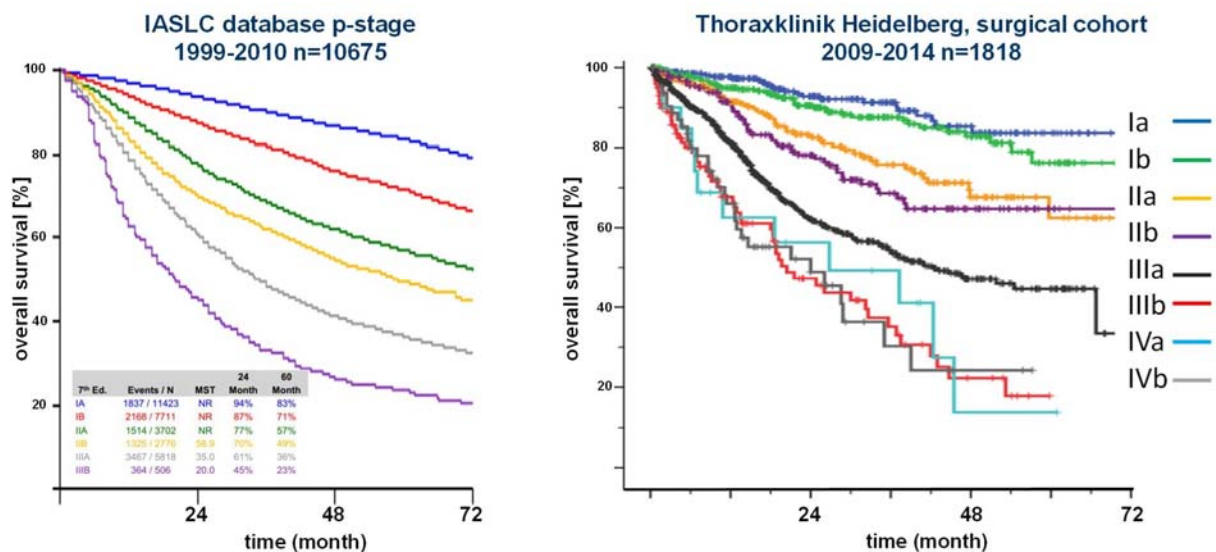 IASLC database p-stage
1999-2010 n=10675
overall survival [%]
100
80
60
40
20
7th Ed. Events / N MST 24 Month 60 Month
IA 1837 / 11423 NR 94% 83%
IB 2168 / 7711 NR 87% 71%
IIA 1514 / 3702 NR 77% 57%
IIB 1325 / 2776 56.9 70% 49%
IIIA 3467 / 5818 35.0 61% 36%
IIIB 364 / 506 20.0 45% 23%
24 48 72
time (month)
Thoraxklinik Heidelberg, surgical cohort
2009-2014 n=1818
overall survival [%]
100
80
60
40
20
24 48 72
time (month)
Ia
Ib
IIa
IIb
IIIa
IIIb
IVa
IVb